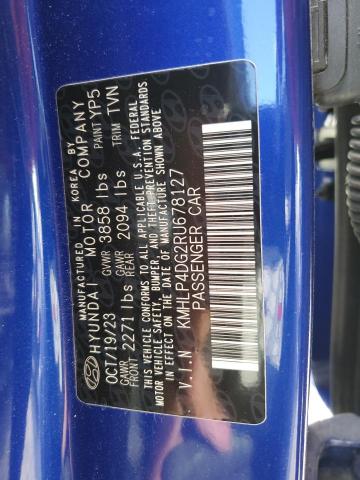 MANUFACTURED IN KOREA BY
HYUNDAI MOTOR COMPANY
OCT/19/23 GVWR 3858 lbs PAINT YP5
GAWR FRONT 2271 lbs GAWR REAR 2094 lbs TRIM TVN
THIS VEHICLE CONFORMS TO ALL APPLICABLE U.S.A. FEDERAL
MOTOR VEHICLE SAFETY, BUMPER, AND THEFT PREVENTION STANDARDS
IN EFFECT ON THE DATE OF MANUFACTURE SHOWN ABOVE
V.I.N KMHLP4DG2RU678127
PASSENGER CAR